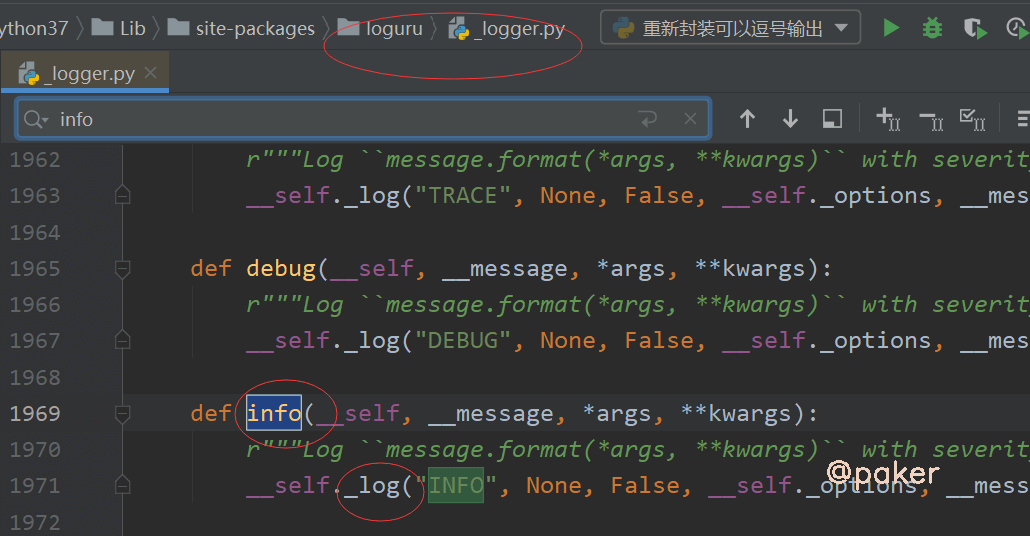 ython37 Lib site-packages loguru _logger.py 重新封装可以逗号输出
_logger.py
info
1962 r"""Log ``message.format(*args, **kwargs)`` with severity
1963 __self._log("TRACE", None, False, __self._options, __mes
1964
1965 def debug(__self, __message, *args, **kwargs):
1966 r"""Log ``message.format(*args, **kwargs)`` with severity
1967 __self._log("DEBUG", None, False, __self._options, __mes
1968
1969 def info(__self, __message, *args, **kwargs):
1970 r"""Log ``message.format(*args, **kwargs)`` with severity
1971 __self._log("INFO", None, False, __self._options, __mes
1972
@paker